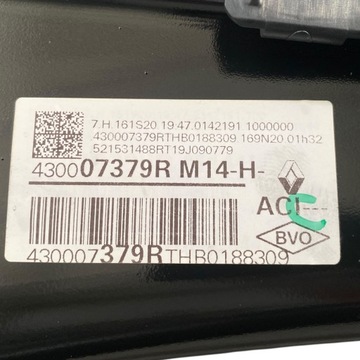 7.H.161S20 19:47.0142191 1000000
.430007379RTHB0188309 169N20 01h32
521531488RT19J090779
430007379R M14-H-
ACI---
C
BVO
430007379RTHB0188309